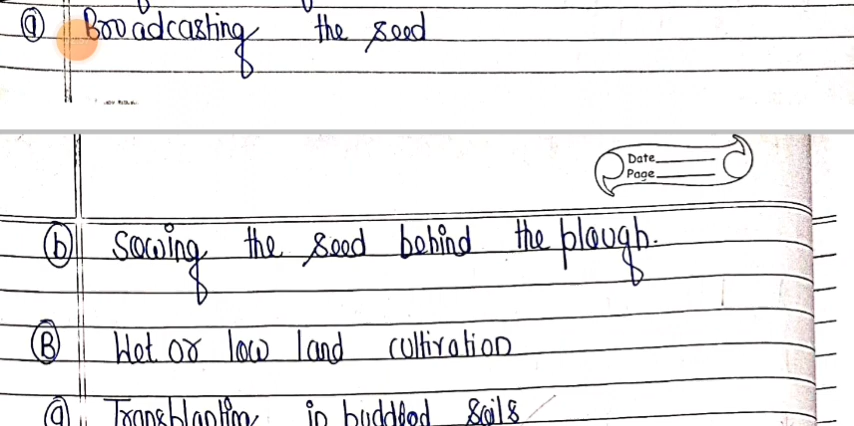 (a) Broadcasting the seed
Date
Page
(b) Sowing the seed behind the plough.
(B) Wet or low land cultivation
(a) Transplanting in puddled soils